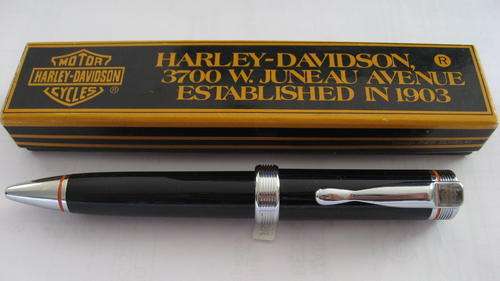 MOTOR
HARLEY-DAVIDSON
CYCLES
®
HARLEY-DAVIDSON, ®
3700 W. JUNEAU AVENUE
ESTABLISHED IN 1903